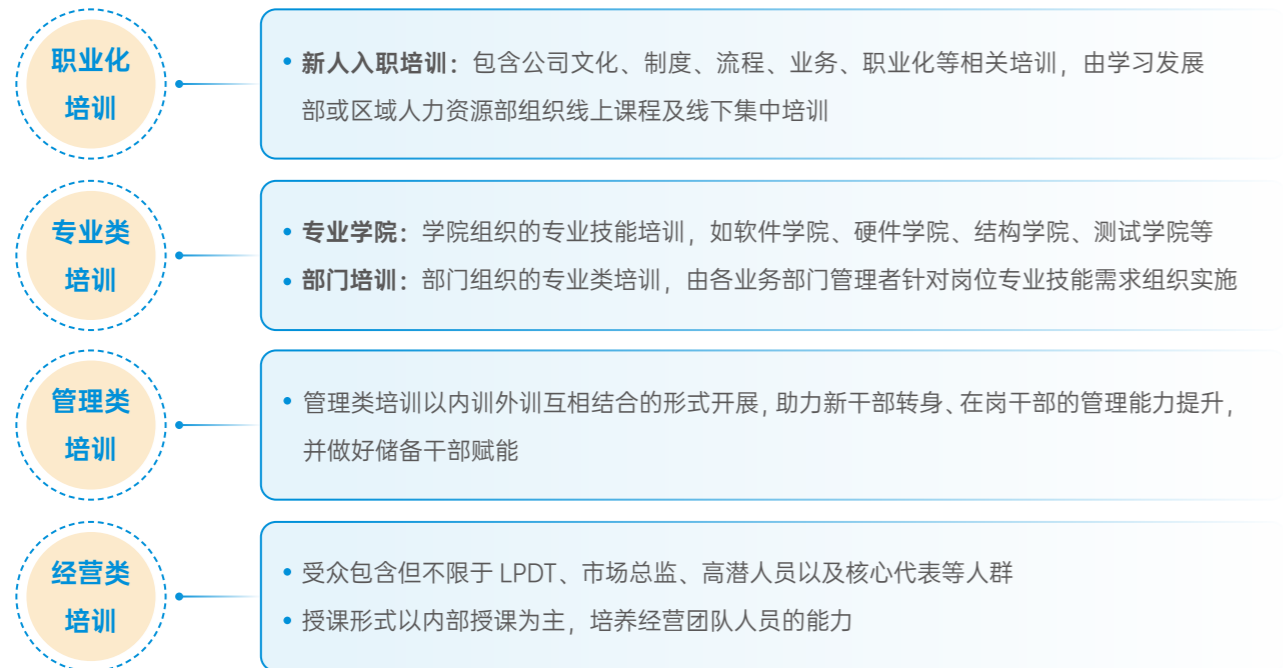 职业化
培训
• 新人入职培训：包含公司文化、制度、流程、业务、职业化等相关培训，由学习发展
部或区域人力资源部组织线上课程及线下集中培训
专业类
培训
• 专业学院：学院组织的专业技能培训，如软件学院、硬件学院、结构学院、测试学院等
• 部门培训：部门组织的专业类培训，由各业务部门管理者针对岗位专业技能需求组织实施
管理类
培训
• 管理类培训以内训外训互相结合的形式开展，助力新干部转身、在岗干部的管理能力提升，
并做好储备干部赋能
经营类
培训
• 受众包含但不限于 LPDT、市场总监、高潜人员以及核心代表等人群
• 授课形式以内部授课为主，培养经营团队人员的能力